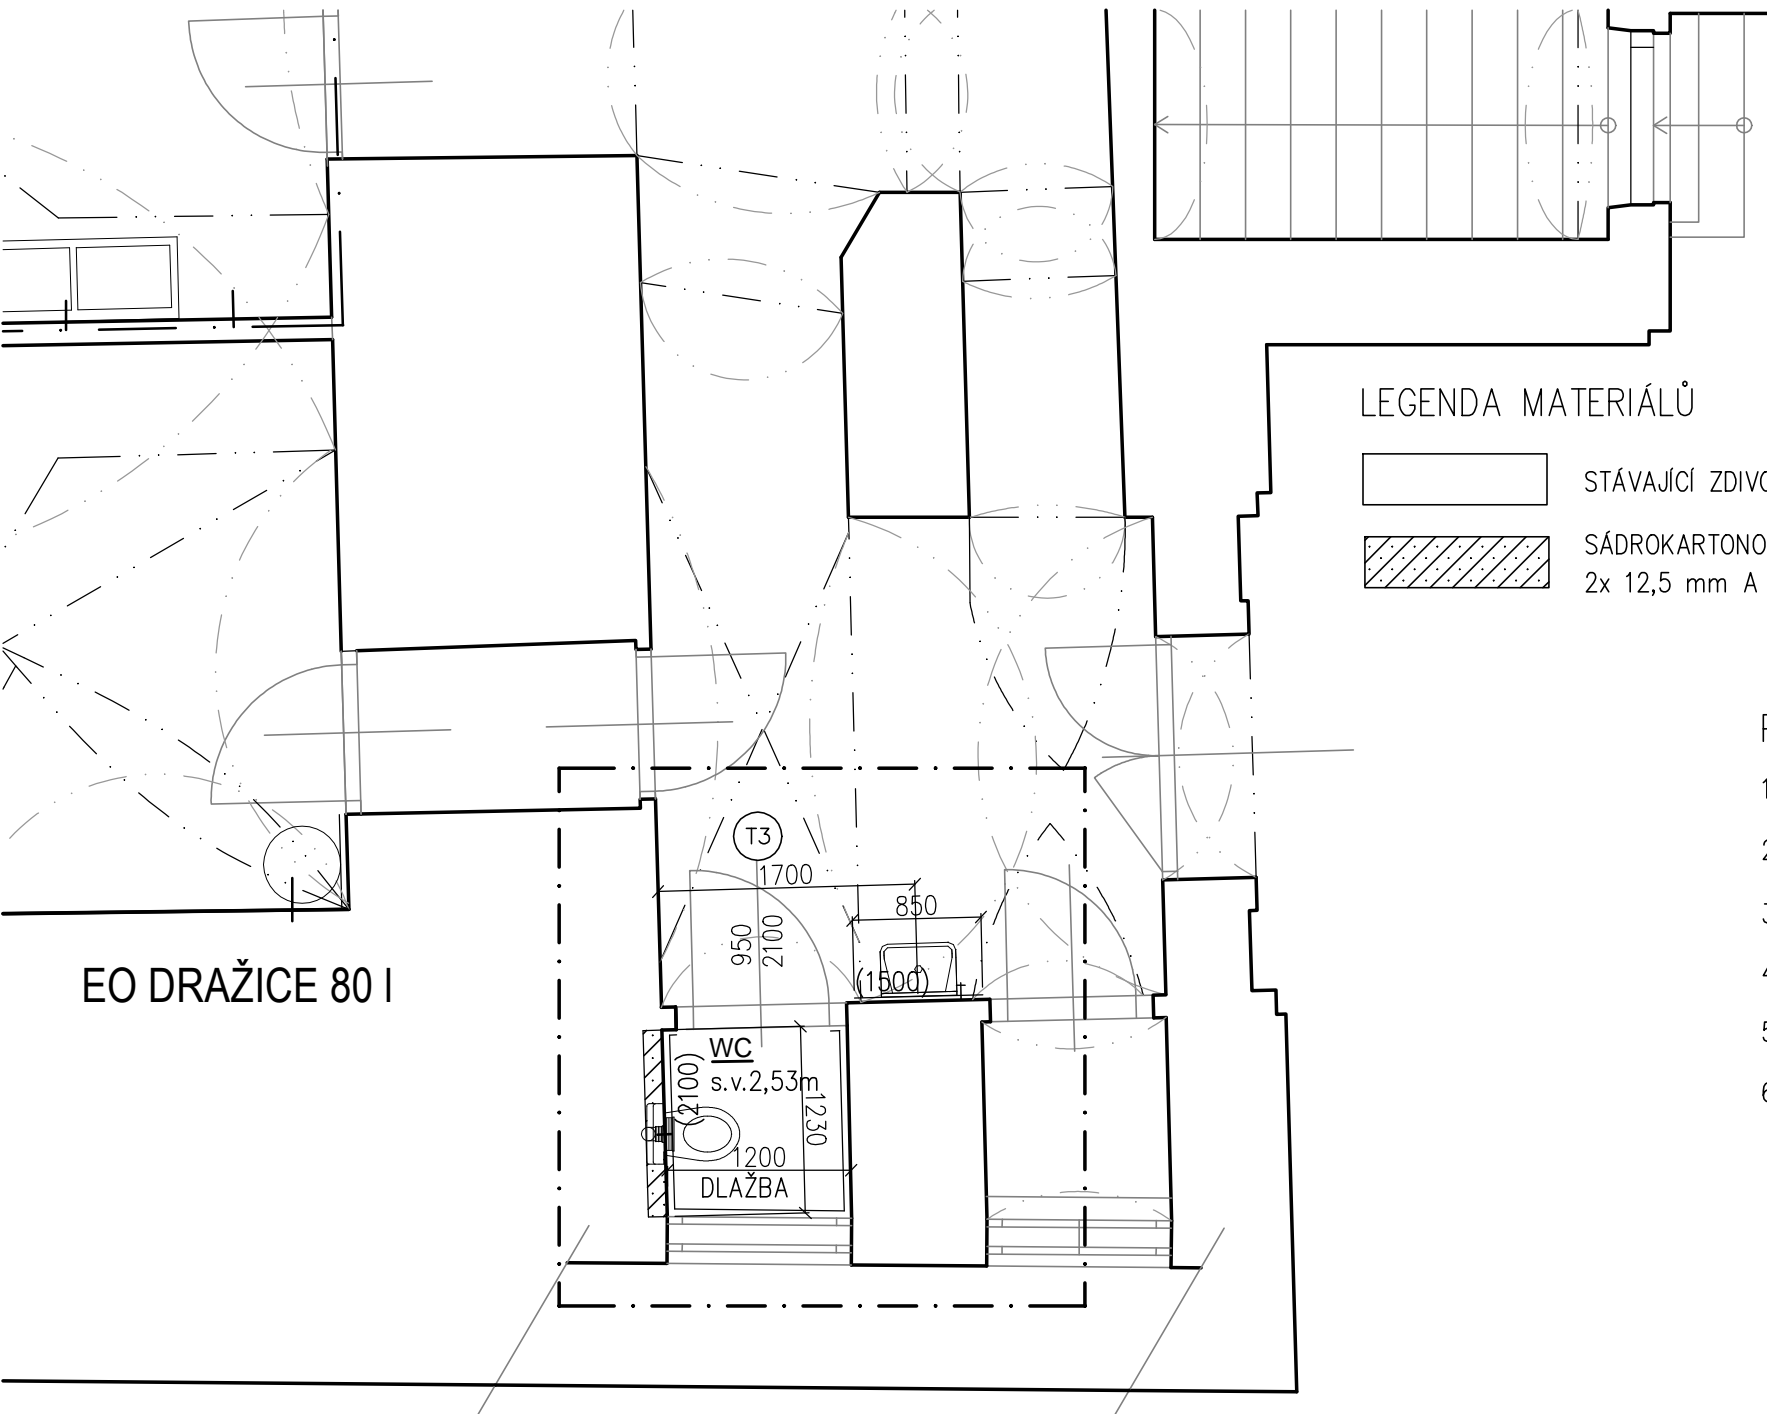 LEGENDA MATERIÁLŮ
STÁVAJÍCÍ
SÁDROKARTONO
2x 12,5 mm A
T3
1700
850
950
2100
(1500)
EO DRAŽICE 80 l
WC
s.v.2,53m
(2100)
1230
1200
DLAŽBA